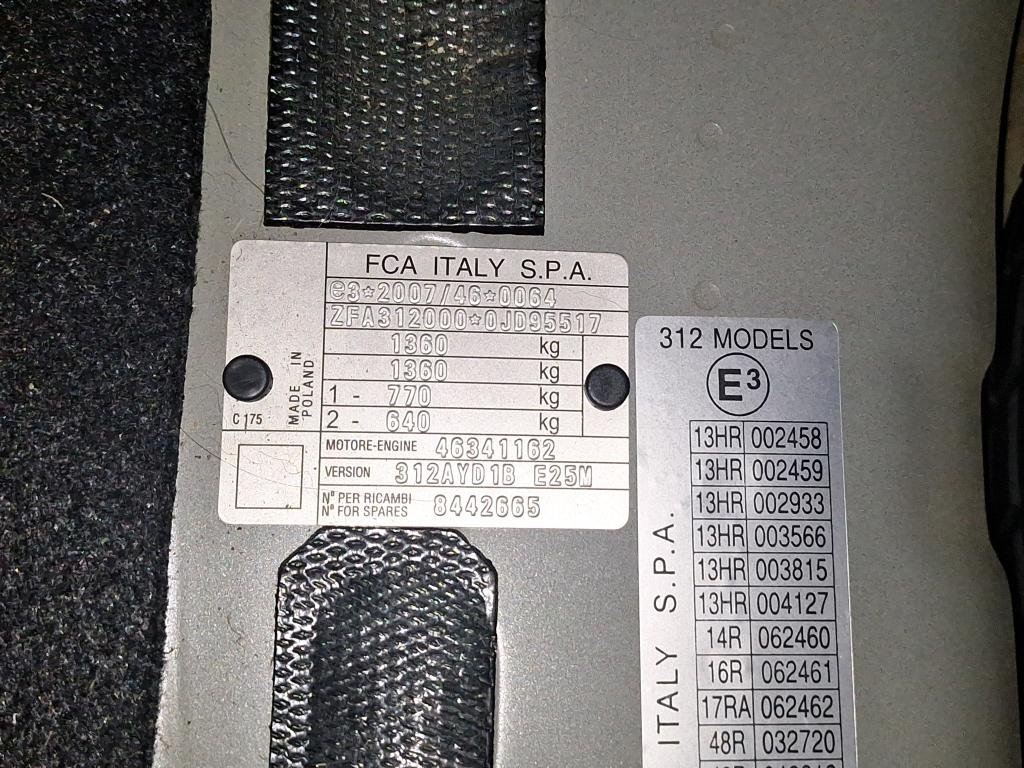 FCA ITALY S.P.A.
e3*2007/46*0064
ZFA312000*0JD95517
1360 kg
1360 kg
1 - 770 kg
2 - 640 kg
MADE IN
POLAND
C 175
MOTORE-ENGINE 46341162
VERSION 312AYD1B E25M
Nº PER RICAMBI
Nº FOR SPARES 8442665
312 MODELS
E3
13HR 002458
13HR 002459
13HR 002933
13HR 003566
13HR 003815
13HR 004127
14R 062460
16R 062461
17RA 062462
48R 032720
ITALY S.P.A.